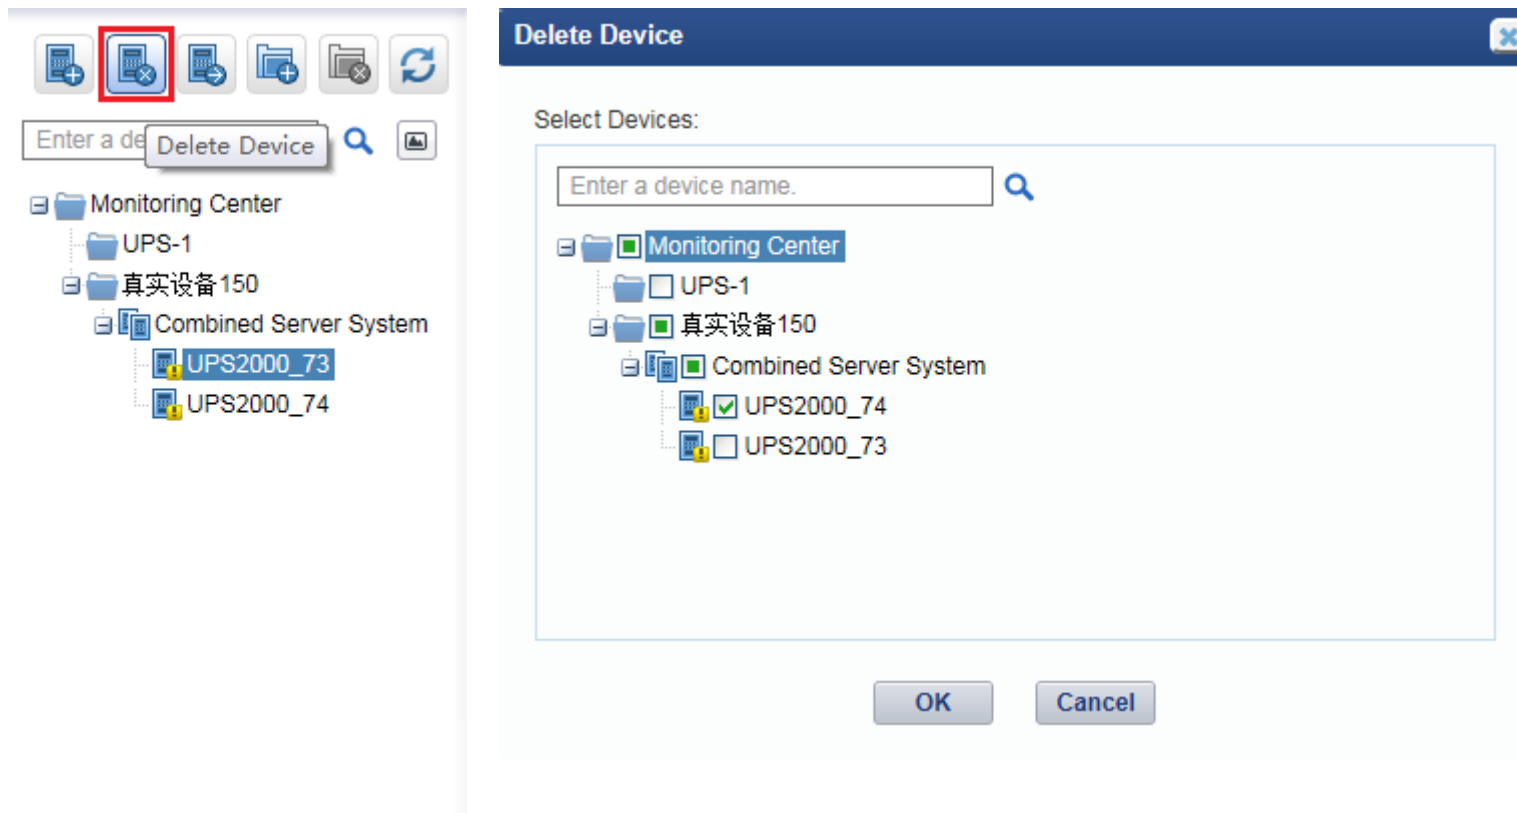 Enter a de
Delete Device
Monitoring Center
UPS-1
真实设备150
Combined Server System
UPS2000_73
UPS2000_74
Delete Device
Select Devices:
Enter a device name.
Monitoring Center
UPS-1
真实设备150
Combined Server System
UPS2000_74
UPS2000_73
OK Cancel